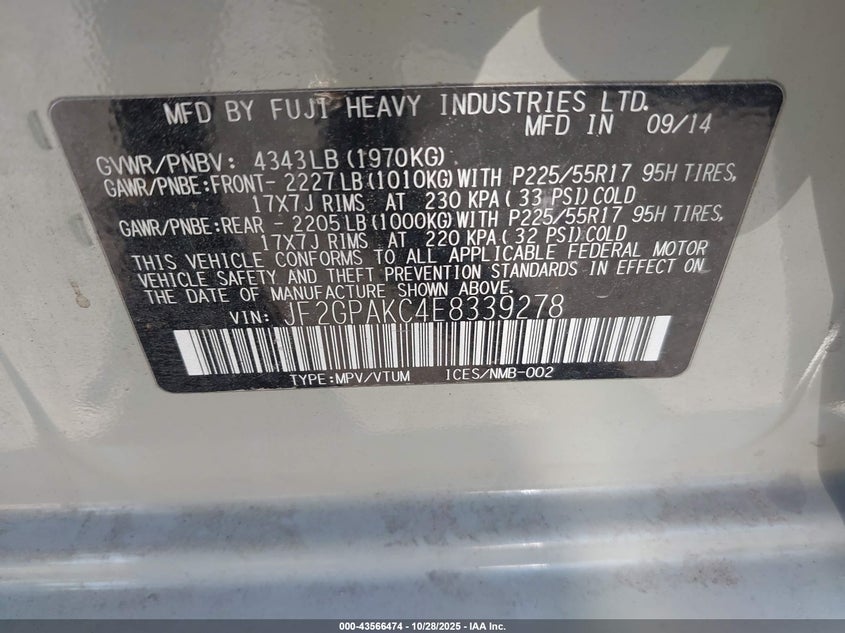 MFD BY FUJI HEAVY INDUSTRIES LTD.
MFD IN 09/14
GVWR/PNBV: 4343LB(1970KG)
GAWR/PNBE:FRONT- 2227LB(1010KG)WITH P225/55R17 95H TIRES,
17X7J RIMS AT 230 KPA(33 PSI)COLD
GAWR/PNBE:REAR - 2205LB(1000KG)WITH P225/55R17 95H TIRES,
17X7J RIMS AT 220 KPA(32 PSI)COLD
THIS VEHICLE CONFORMS TO ALL APPLICABLE FEDERAL MOTOR
VEHICLE SAFETY AND THEFT PREVENTION STANDARDS IN EFFECT ON
THE DATE OF MANUFACTURE SHOWN ABOVE.
VIN: JF2GPAKC4E8339278
TYPE:MPV/VTUM ICES/NMB-002
000-43566474 | 10/28/2025 – IAA Inc.